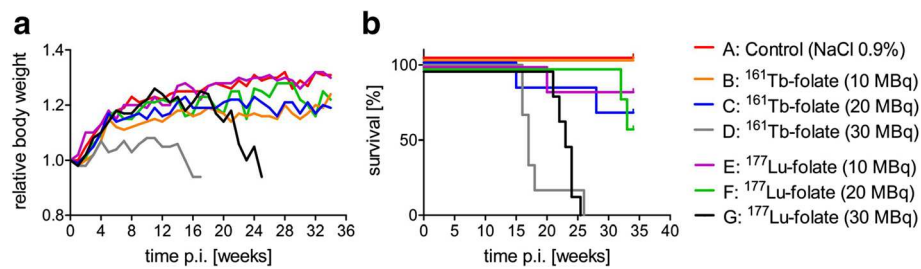 a
1.4
1.2
1.0
0.8
relative body weight
0 4 8 12 16 20 24 28 32 36
time p.i. [weeks]
b
100
50
0
survival [%]
0 5 10 15 20 25 30 35 40
time p.i. [weeks]
A: Control (NaCl 0.9%)
B: ¹⁶¹Tb-folate (10 MBq)
C: ¹⁶¹Tb-folate (20 MBq)
D: ¹⁶¹Tb-folate (30 MBq)
E: ¹⁷⁷Lu-folate (10 MBq)
F: ¹⁷⁷Lu-folate (20 MBq)
G: ¹⁷⁷Lu-folate (30 MBq)